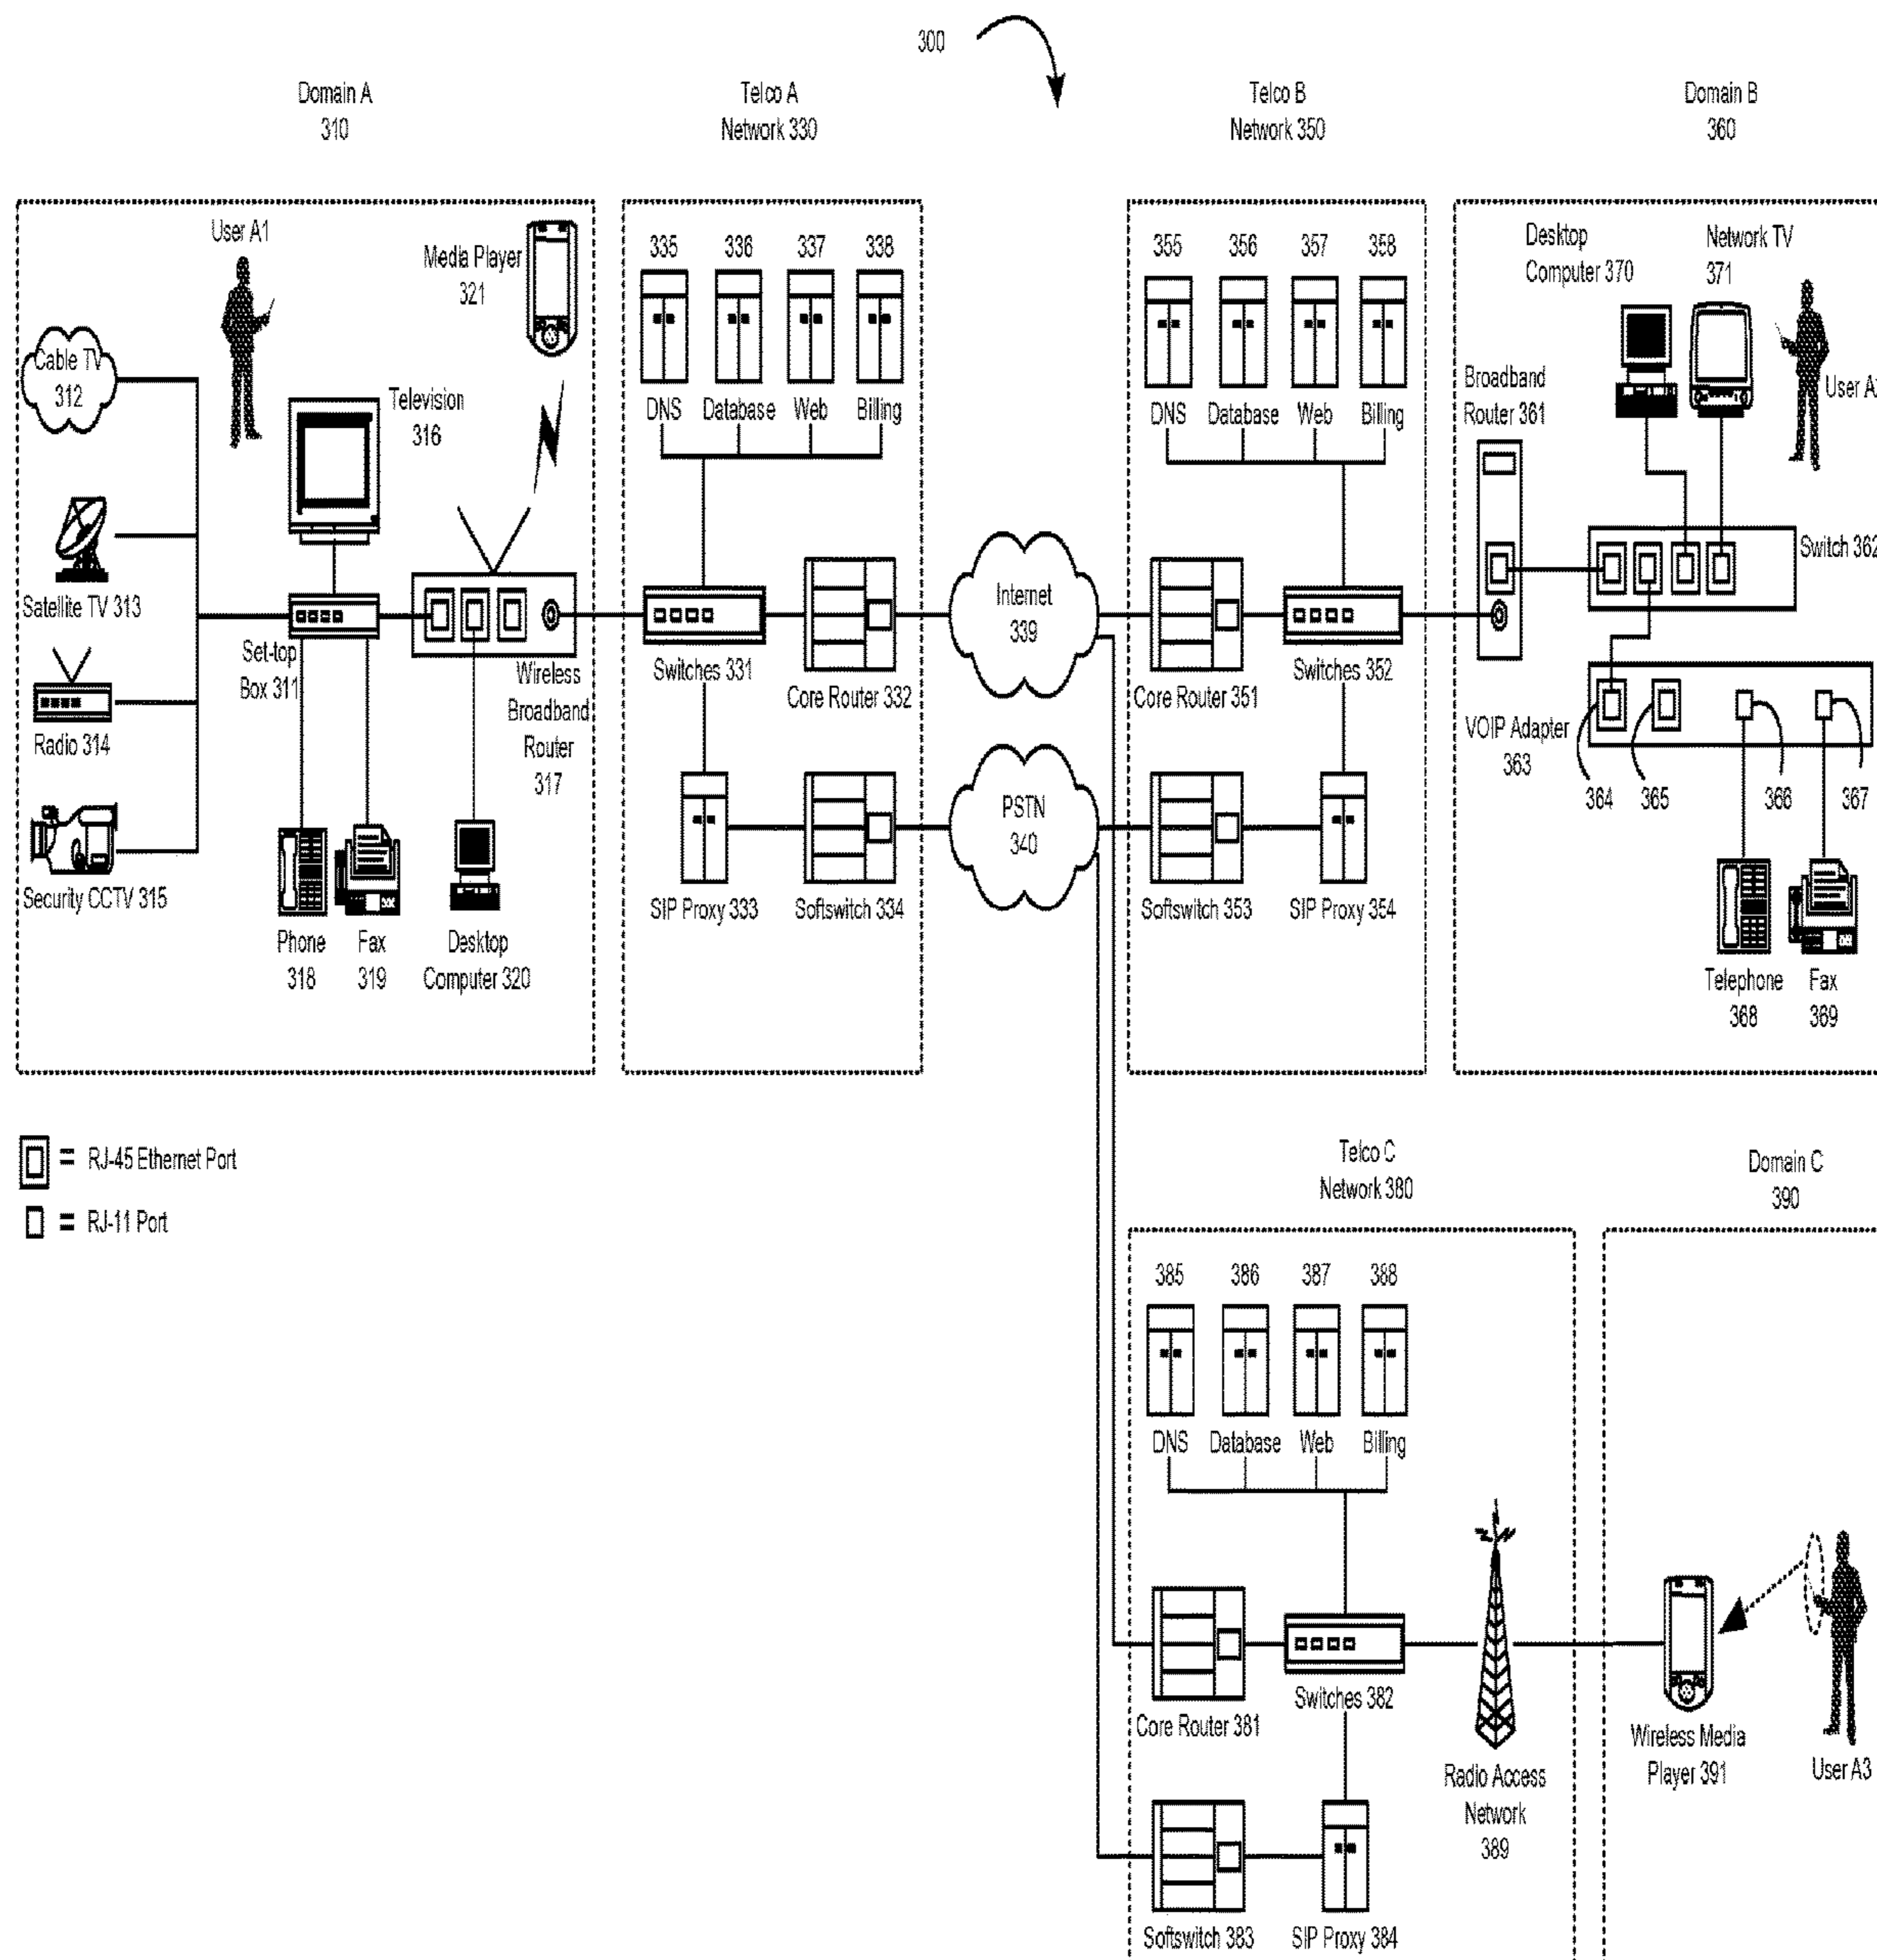 300
Domain A
310
Telco A
Network 330
Telco B
Network 350
Domain B
360
User A1
Media Player
321
Cable TV
312
Television
316
Satellite TV 313
Set-top
Box 311
Radio 314
Wireless
Broadband
Router
317
Security CCTV 315
Phone
318
Fax
319
Desktop
Computer 320
335
336
337
338
DNS
Database
Web
Billing
Switches 331
Core Router 332
SIP Proxy 333
Softswitch 334
Internet
339
PSTN
340
355
356
357
358
DNS
Database
Web
Billing
Core Router 351
Switches 352
Softswitch 353
SIP Proxy 354
Desktop
Computer 370
Network TV
371
Broadband
Router 361
User
Switch 362
VOIP Adapter
363
364
365
366
367
Telephone
368
Fax
369
= RJ-45 Ethernet Port
= RJ-11 Port
Telco C
Network 380
Domain C
390
385
386
387
388
DNS
Database
Web
Billing
Core Router 381
Switches 382
Radio Access
Network
389
Softswitch 383
SIP Proxy 384
Wireless Media
Player 391
User A3